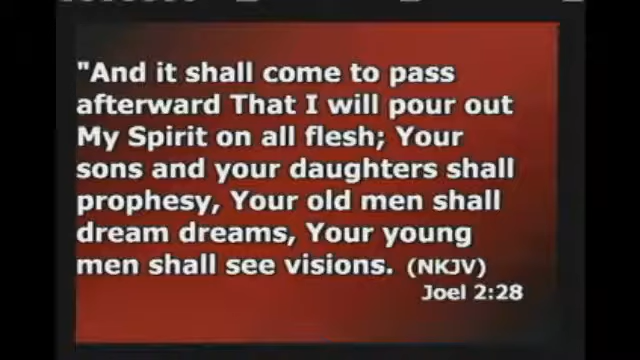 "And it shall come to pass
afterward That I will pour out
My Spirit on all flesh; Your
sons and your daughters shall
prophesy, Your old men shall
dream dreams, Your young
men shall see visions. (NKJV)
Joel 2:28